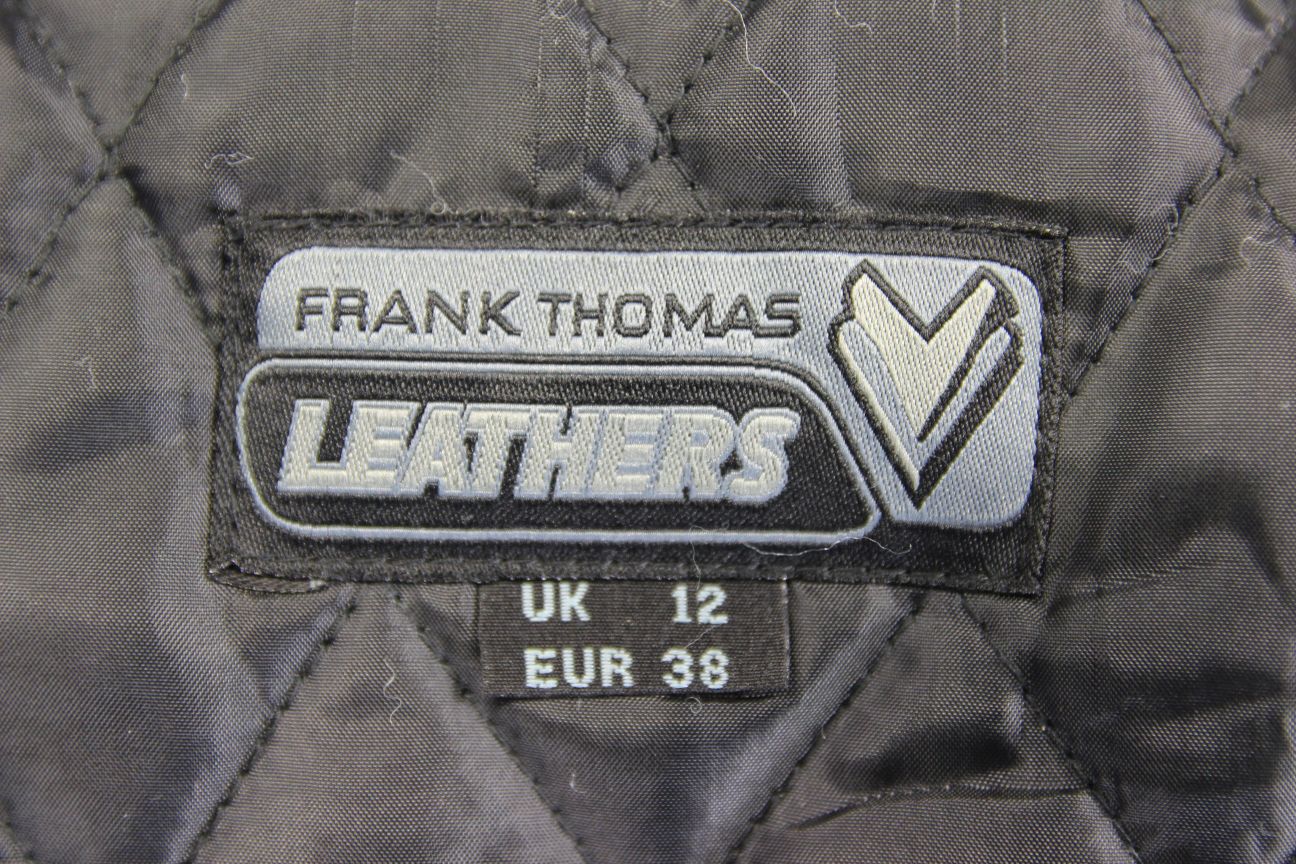 FRANK THOMAS
LEATHERS
UK 12
EUR 38